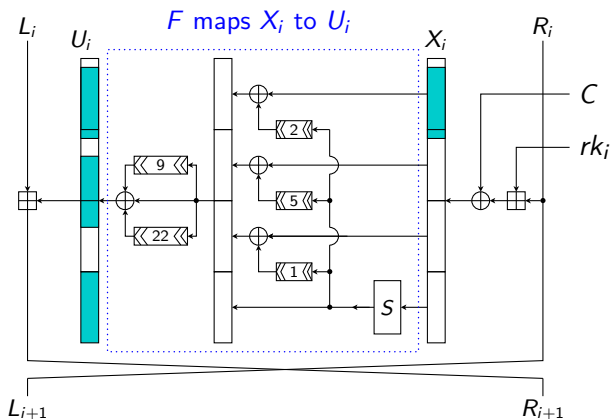 F maps X_i to U_i
L_i U_i X_i R_i
C
2
rk_i
9
5
22
1
S
L_{i+1} R_{i+1}